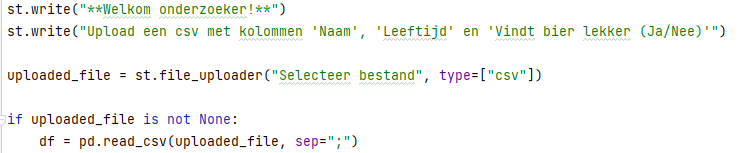 st.write("**Welkom onderzoeker!**")
st.write("Upload een csv met kolommen 'Naam', 'Leeftijd' en 'Vindt bier lekker (Ja/Nee)'")
uploaded_file = st.file_uploader("Selecteer bestand", type=["csv"])
if uploaded_file is not None:
    df = pd.read_csv(uploaded_file, sep=";")